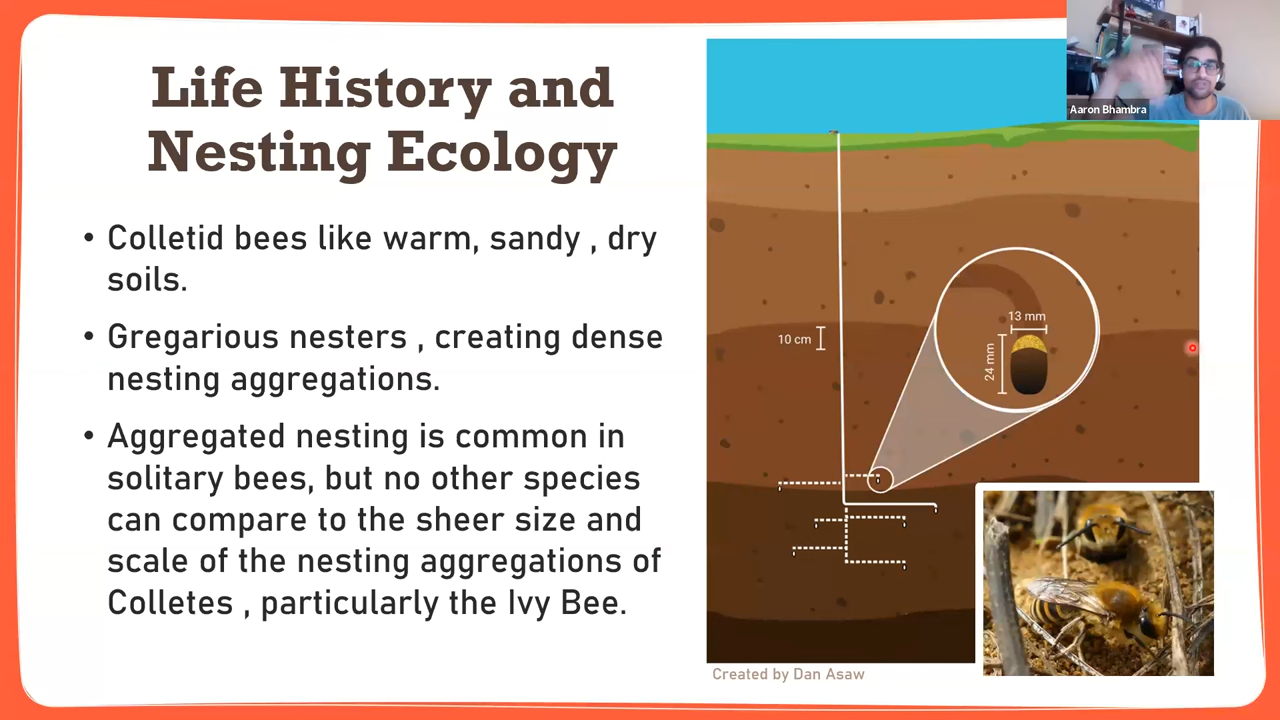 Life History and
Nesting Ecology
• Colletid bees like warm, sandy , dry
soils.
• Gregarious nesters , creating dense
nesting aggregations.
• Aggregated nesting is common in
solitary bees, but no other species
can compare to the sheer size and
scale of the nesting aggregations of
Colletes , particularly the Ivy Bee.
10 cm
13 mm
24 mm
Created by Dan Asaw
Aaron Bhambra